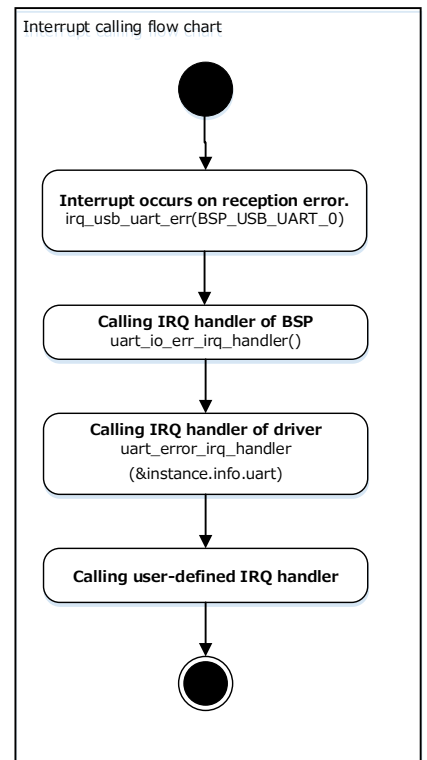 Interrupt calling flow chart
Interrupt occurs on reception error.
irq_usb_uart_err(BSP_USB_UART_0)
Calling IRQ handler of BSP
uart_io_err_irq_handler()
Calling IRQ handler of driver
uart_error_irq_handler
(&instance.info.uart)
Calling user-defined IRQ handler